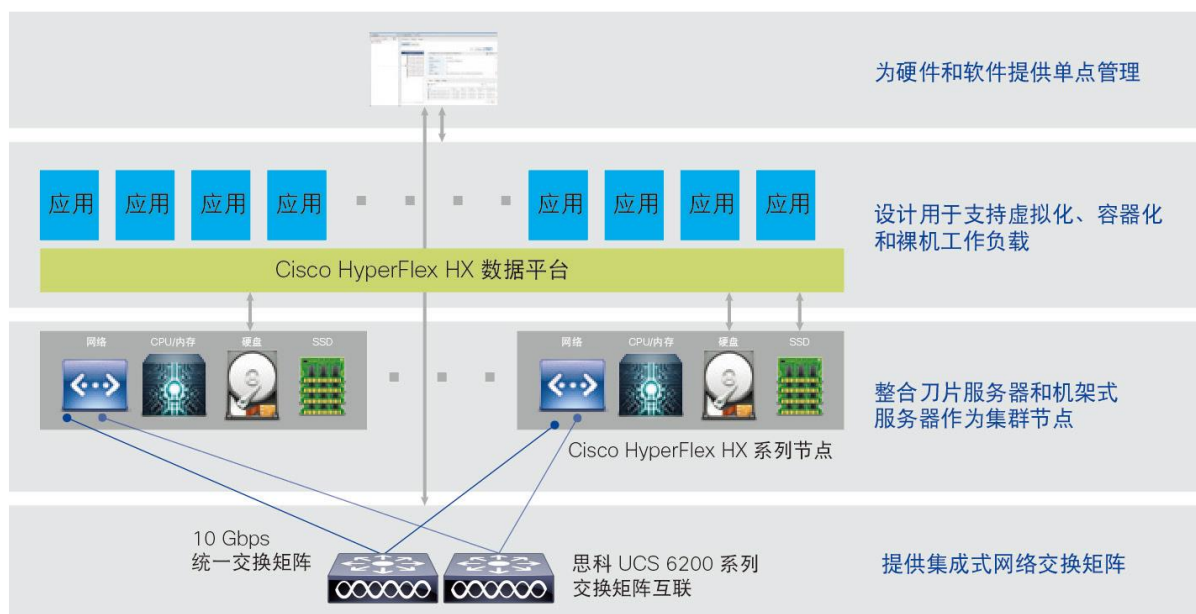 为硬件和软件提供单点管理
应用 应用 应用 应用 应用 应用 应用 应用
设计用于支持虚拟化、容器化
和裸机工作负载
Cisco HyperFlex HX 数据平台
网络 CPU/内存 硬盘 SSD 网络 CPU/内存 硬盘 SSD
整合刀片服务器和机架式
服务器作为集群节点
Cisco HyperFlex HX 系列节点
10 Gbps
统一交换矩阵
思科 UCS 6200 系列
交换矩阵互联
提供集成式网络交换矩阵